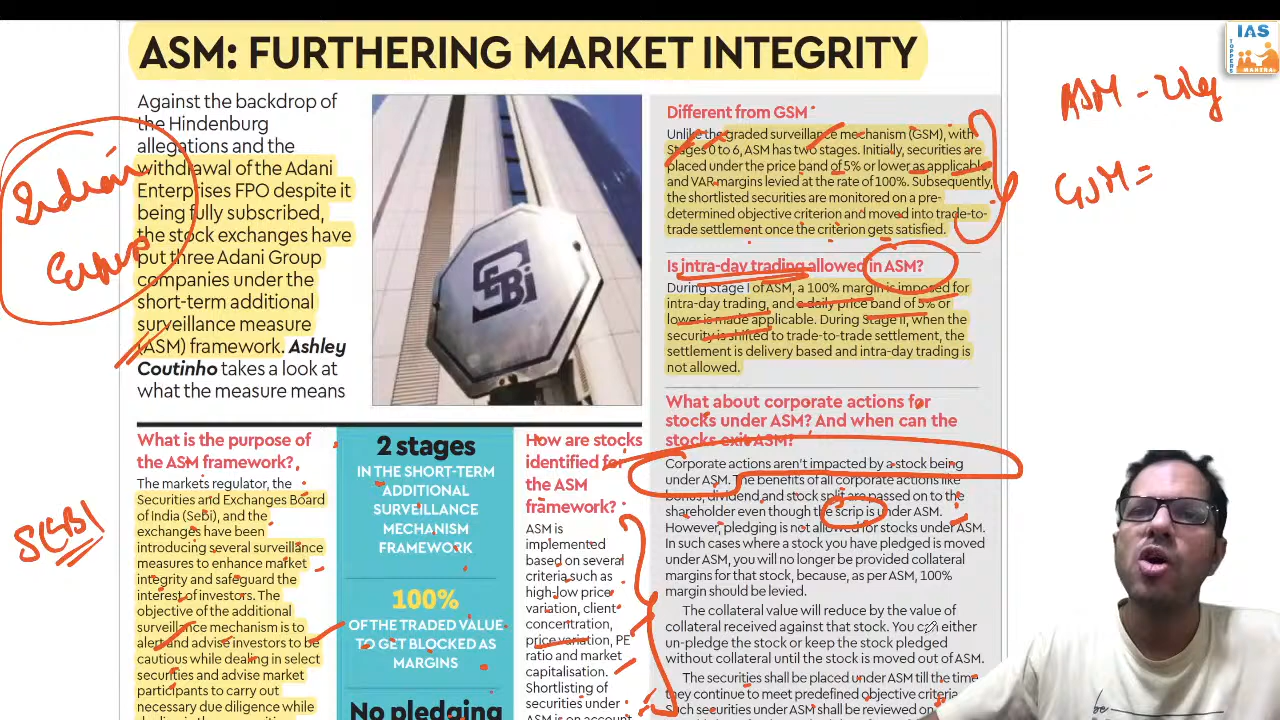 ASM: FURTHERING MARKET INTEGRITY
Against the backdrop of
the Hindenburg
allegations and the
withdrawal of the Adani
Enterprises FPO despite it
being fully subscribed,
the stock exchanges have
put three Adani Group
companies under the
short-term additional
surveillance measure
(ASM) framework. Ashley
Coutinho takes a look at
what the measure means
SEBI
What is the purpose of
the ASM framework?
The markets regulator, the
Securities and Exchanges Board
of India (Sebi), and the
exchanges have been
introducing several surveillance
measures to enhance market
integrity and safeguard the
interest of investors. The
objective of the additional
surveillance mechanism is to
alert and advise investors to be
cautious while dealing in select
securities and advise market
participants to carry out
necessary due diligence while
2 stages
IN THE SHORT-TERM
ADDITIONAL
SURVEILLANCE
MECHANISM
FRAMEWORK
100%
OF THE TRADED VALUE
TO GET BLOCKED AS
MARGINS
No pledging
How are stocks
identified for
the ASM
framework?
ASM is
implemented
based on several
criteria such as
high low price
variation, client
concentration,
price variation, PE
ratio and market
capitalisation.
Shortlisting of
securities under
ASM is on account
Different from GSM
Unlike the graded surveillance mechanism (GSM), with
Stages 0 to 6, ASM has two stages. Initially, securities are
placed under the price band of 5% or lower as applicable
and VAR margins levied at the rate of 100%. Subsequently,
the shortlisted securities are monitored on a pre-
determined objective criterion and moved into trade-to-
trade settlement once the criterion gets satisfied.
Is intra-day trading allowed in ASM?
During Stage I of ASM, a 100% margin is imposed for
intra-day trading, and a daily price band of 5% or
lower is made applicable. During Stage II, when the
security is shifted to trade-to-trade settlement, the
settlement is delivery based and intra-day trading is
not allowed.
What about corporate actions for
stocks under ASM? And when can the
stocks exit ASM?
Corporate actions aren't impacted by a stock being
under ASM. The benefits of all corporate actions like
bonus, dividend and stock split are passed on to the
shareholder even though the scrip is under ASM.
However, pledging is not allowed for stocks under ASM.
In such cases where a stock you have pledged is moved
under ASM, you will no longer be provided collateral
margins for that stock, because, as per ASM, 100%
margin should be levied.
The collateral value will reduce by the value of
collateral received against that stock. You can either
un-pledge the stock or keep the stock pledged
without collateral until the stock is moved out of ASM.
The securities shall be placed under ASM till the time
they continue to meet predefined objective criteria.
Such securities under ASM shall be reviewed on
Indian
Express
SEBI
ASM -
GSM =
IAS
TOPPERS
MANTRA
be